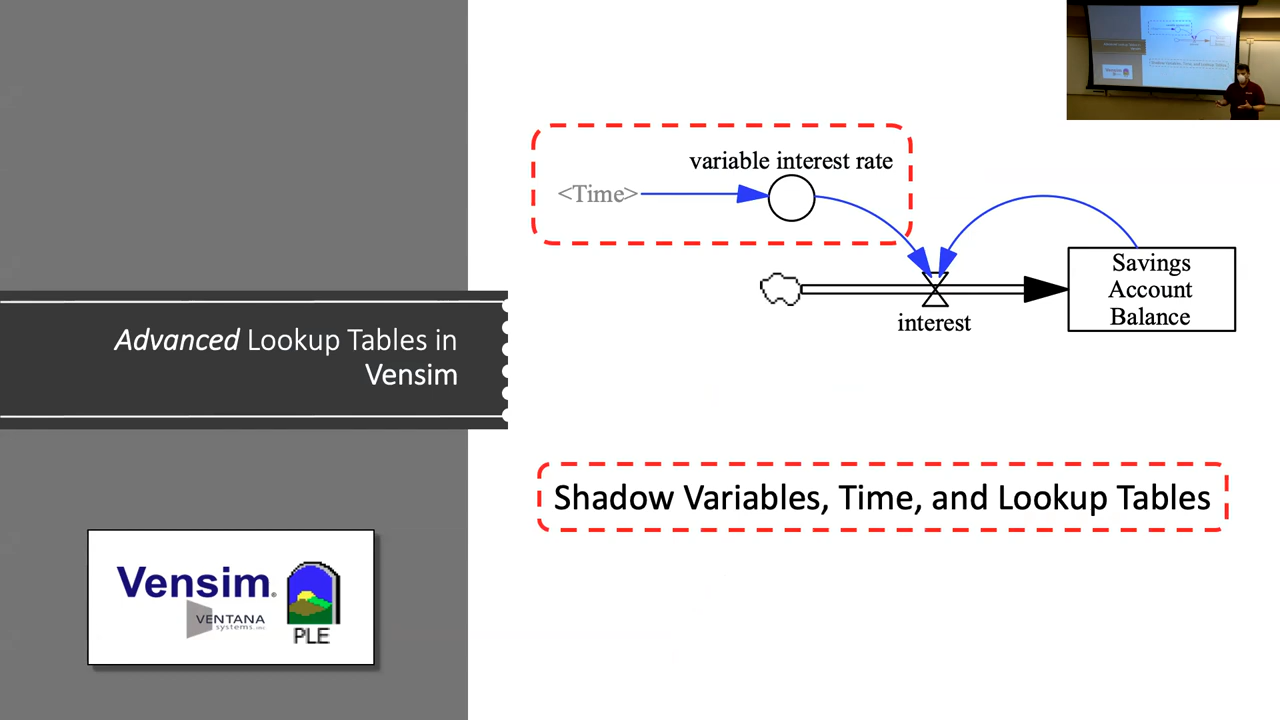 variable interest rate
<Time>
Savings
Account
Balance
interest
Advanced Lookup Tables in
Vensim
Shadow Variables, Time, and Lookup Tables
Vensim®
VENTANA
systems, inc.
PLE